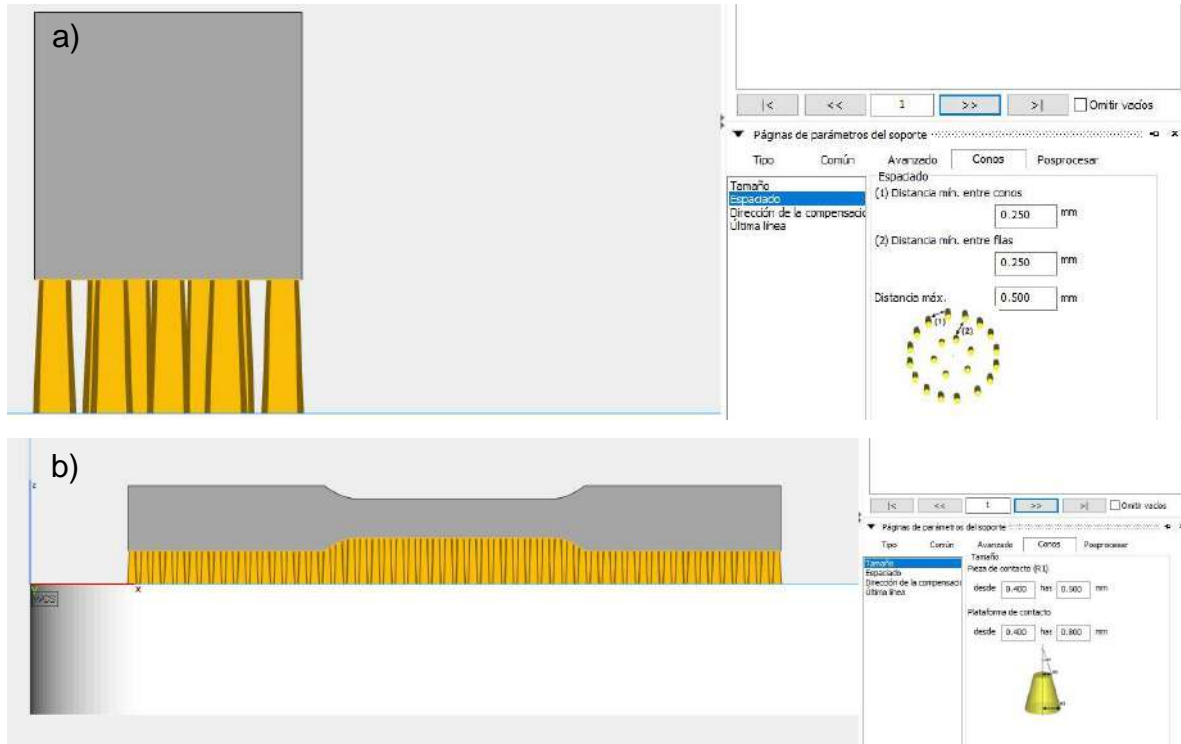 a)
|< << 1 >> >| Omitir vacíos
Páginas de parámetros del soporte
Tipo Común Avanzado Conos Posprocesar
Tamaño
Espaciado
Dirección de la compensació
Última línea
Espaciado
(1) Distancia mín. entre conos
0.250 mm
(2) Distancia mín. entre filas
0.250 mm
Distancia máx. 0.500 mm
(1)
(2)
b)
z
WCS
x
|< << 1 >> >| Omitir vacíos
Páginas de parámetros del soporte
Tipo Común Avanzado Conos Posprocesar
Tamaño
Espaciado
Dirección de la compensació
Última línea
Tamaño
Pieza de contacto (R1)
desde 0.400 has 0.500 mm
Plataforma de contacto
desde 0.400 has 0.800 mm